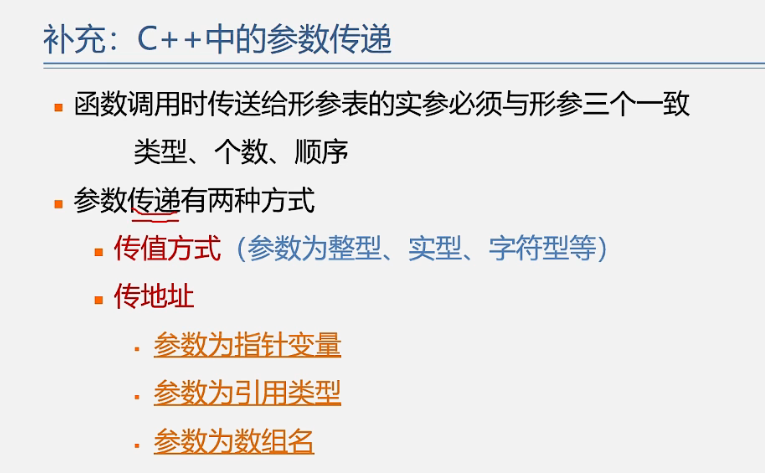 补充：C++中的参数传递
函数调用时传送给形参表的实参必须与形参三个一致
类型、个数、顺序
参数传递有两种方式
传值方式（参数为整型、实型、字符型等）
传地址
参数为指针变量
参数为引用类型
参数为数组名